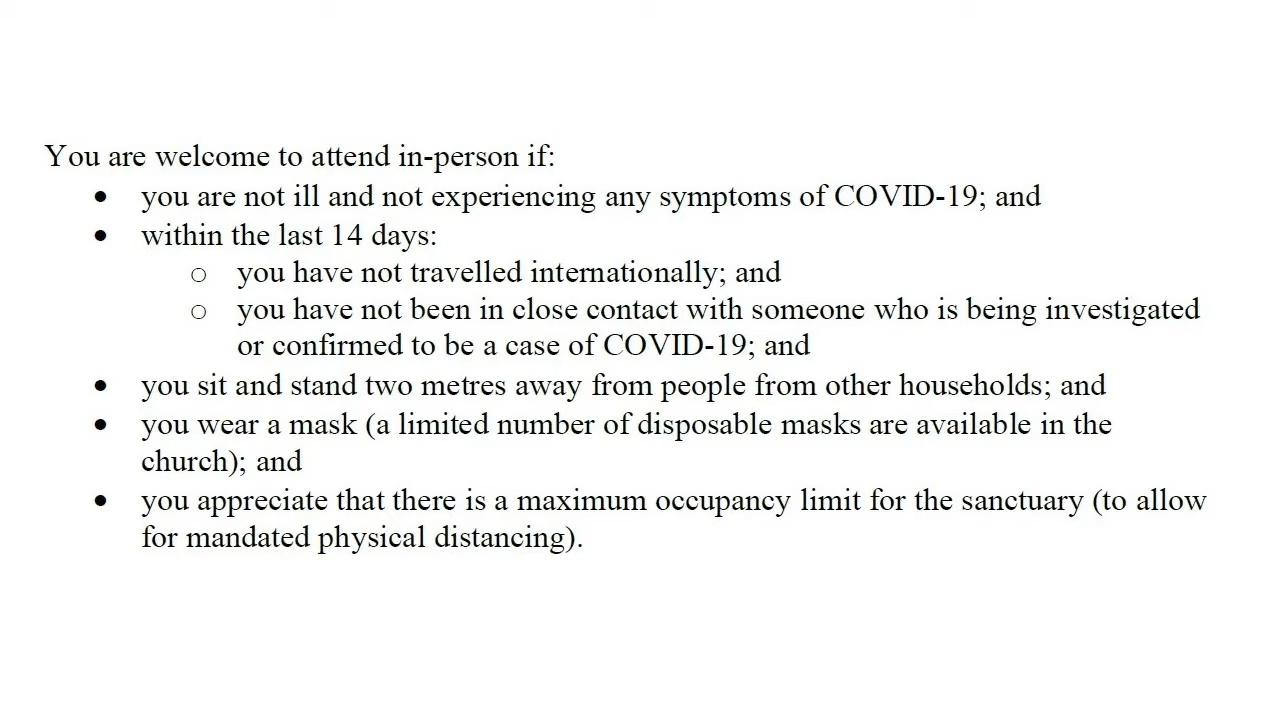 You are welcome to attend in-person if:
• you are not ill and not experiencing any symptoms of COVID-19; and
• within the last 14 days:
o you have not travelled internationally; and
o you have not been in close contact with someone who is being investigated
or confirmed to be a case of COVID-19; and
• you sit and stand two metres away from people from other households; and
• you wear a mask (a limited number of disposable masks are available in the
church); and
• you appreciate that there is a maximum occupancy limit for the sanctuary (to allow
for mandated physical distancing).